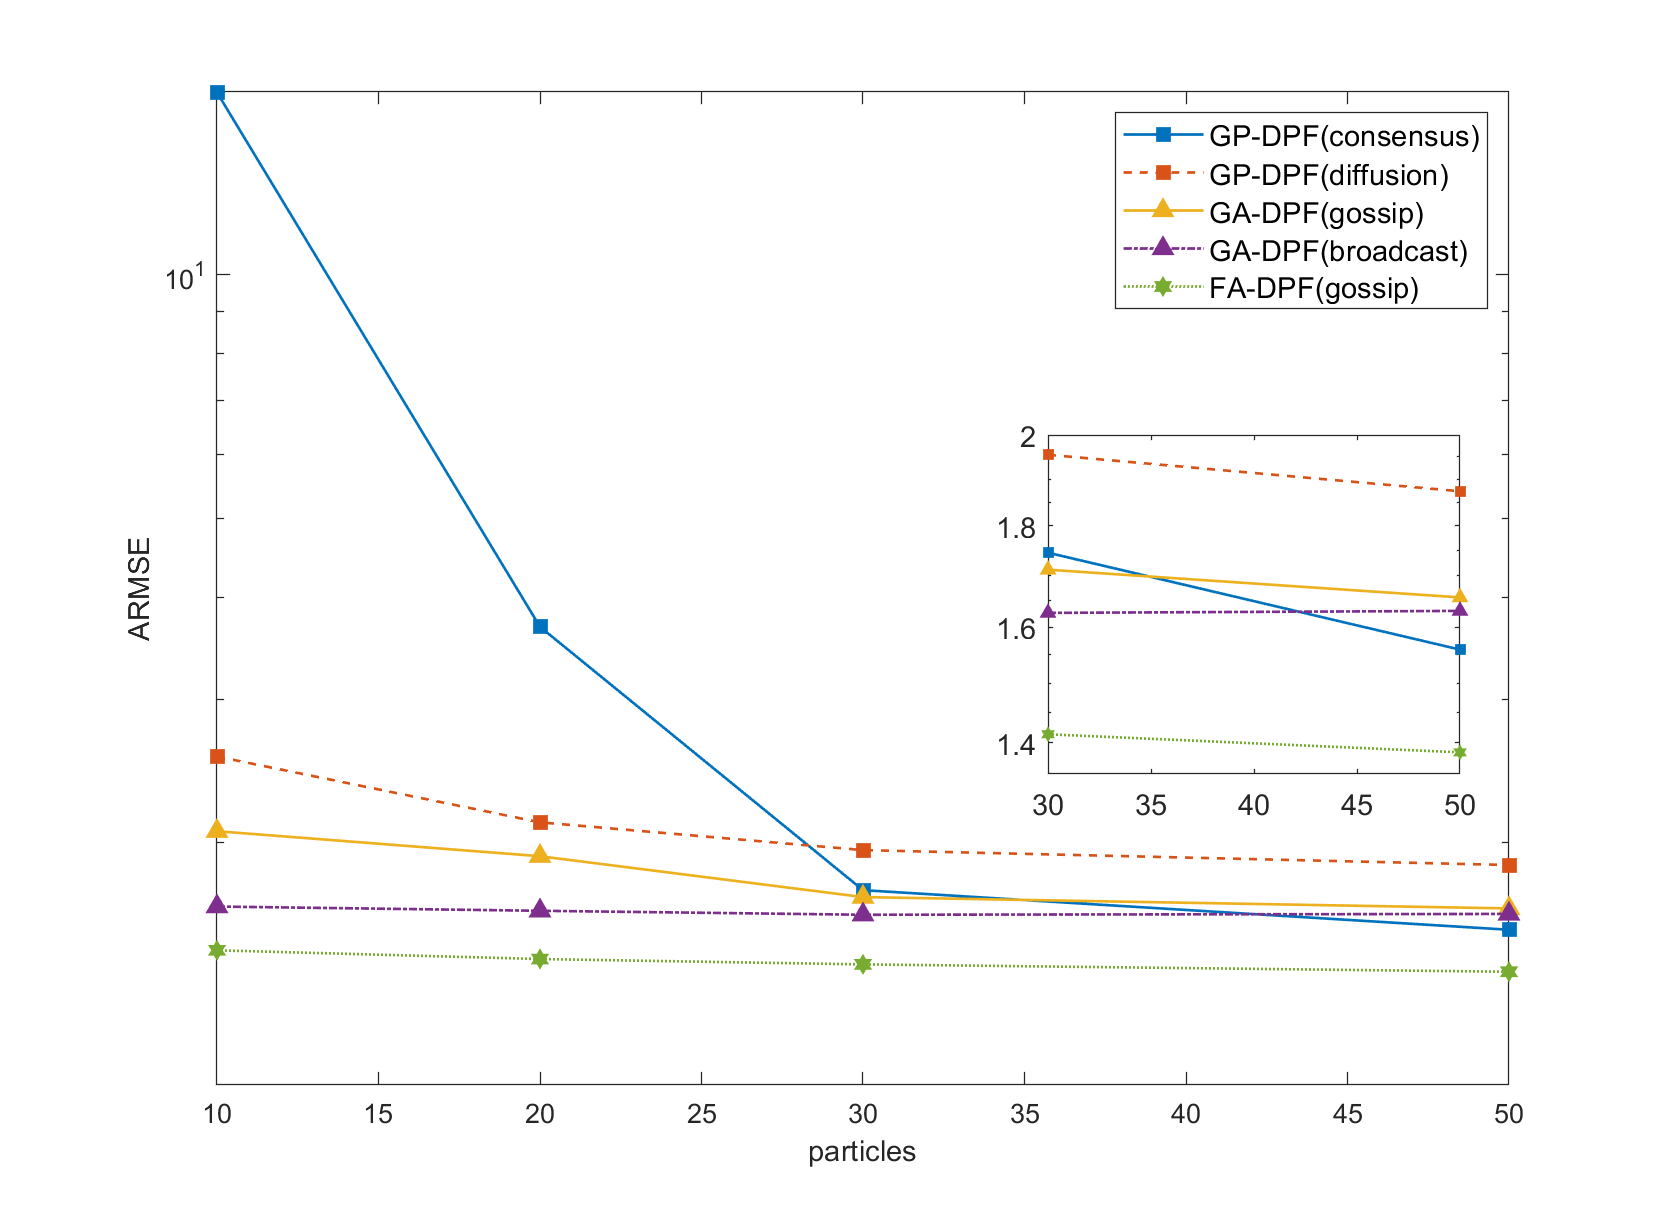 GP-DPF(consensus)
GP-DPF(diffusion)
GA-DPF(gossip)
GA-DPF(broadcast)
FA-DPF(gossip)
10^1
ARMSE
2
1.8
1.6
1.4
30 35 40 45 50
10 15 20 25 30 35 40 45 50
particles